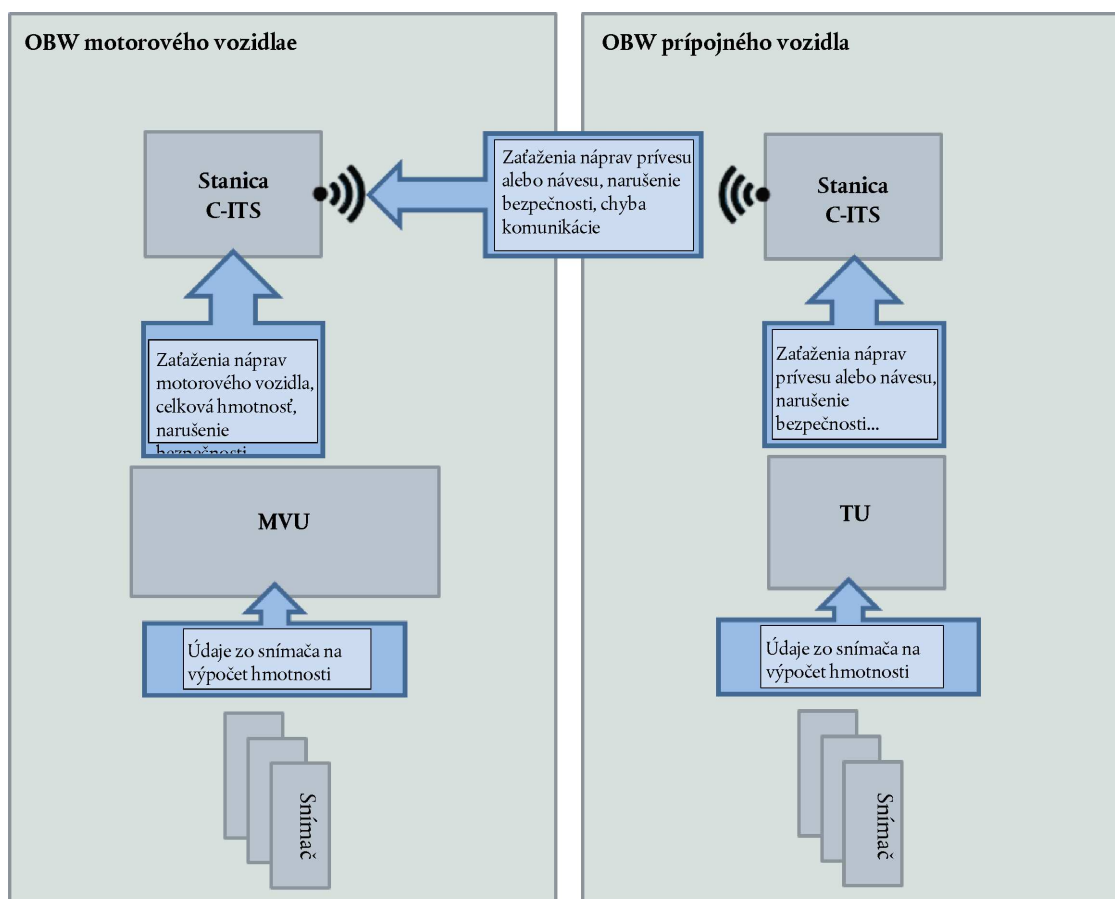 OBW motorového vozidlae
Stanica
C-ITS
Zaťaženia náprav
motorového vozidla,
celková hmotnosť,
narušenie
bezpečnosti
MVU
Údaje zo snímača na
výpočet hmotnosti
Snímač
Zaťaženia náprav prívesu
alebo návesu, narušenie
bezpečnosti, chyba
komunikácie
OBW prípojného vozidla
Stanica
C-ITS
Zaťaženia náprav
prívesu alebo návesu,
narušenie
bezpečnosti...
TU
Údaje zo snímača na
výpočet hmotnosti
Snímač